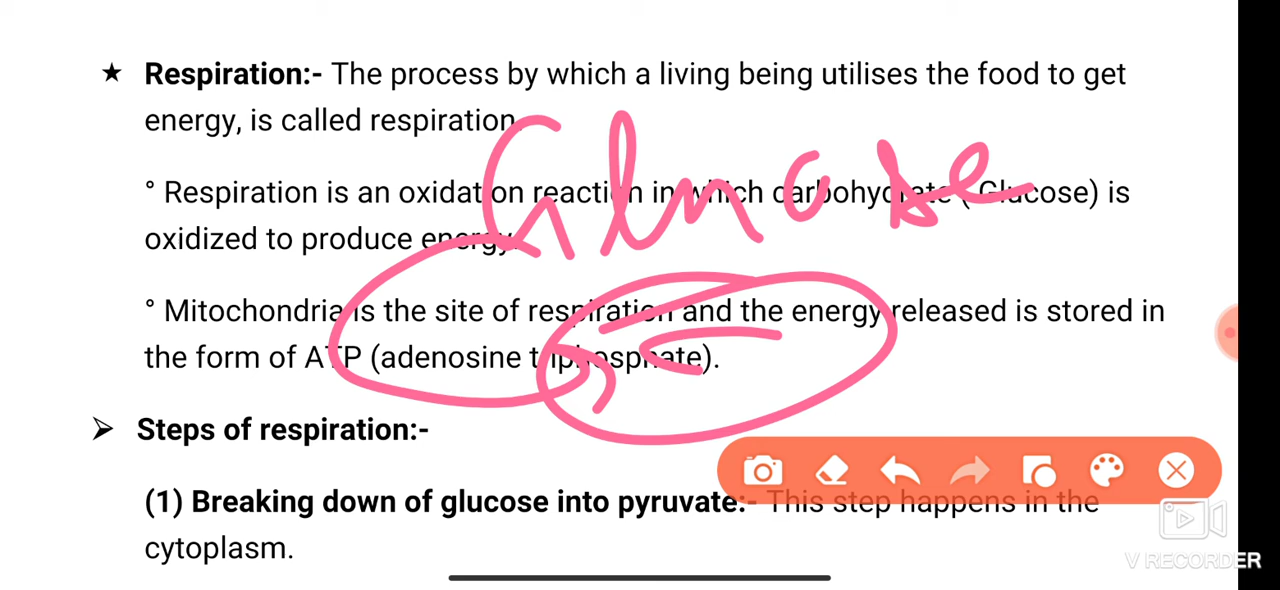 ★ Respiration:- The process by which a living being utilises the food to get
energy, is called respiration.
Glucose
° Respiration is an oxidation reaction in which carbohydrate (Glucose) is
oxidized to produce energy.
° Mitochondria is the site of respiration and the energy released is stored in
the form of ATP (adenosine triphosphate).
➢ Steps of respiration:-
(1) Breaking down of glucose into pyruvate:- This step happens in the
cytoplasm.
V RECORDER